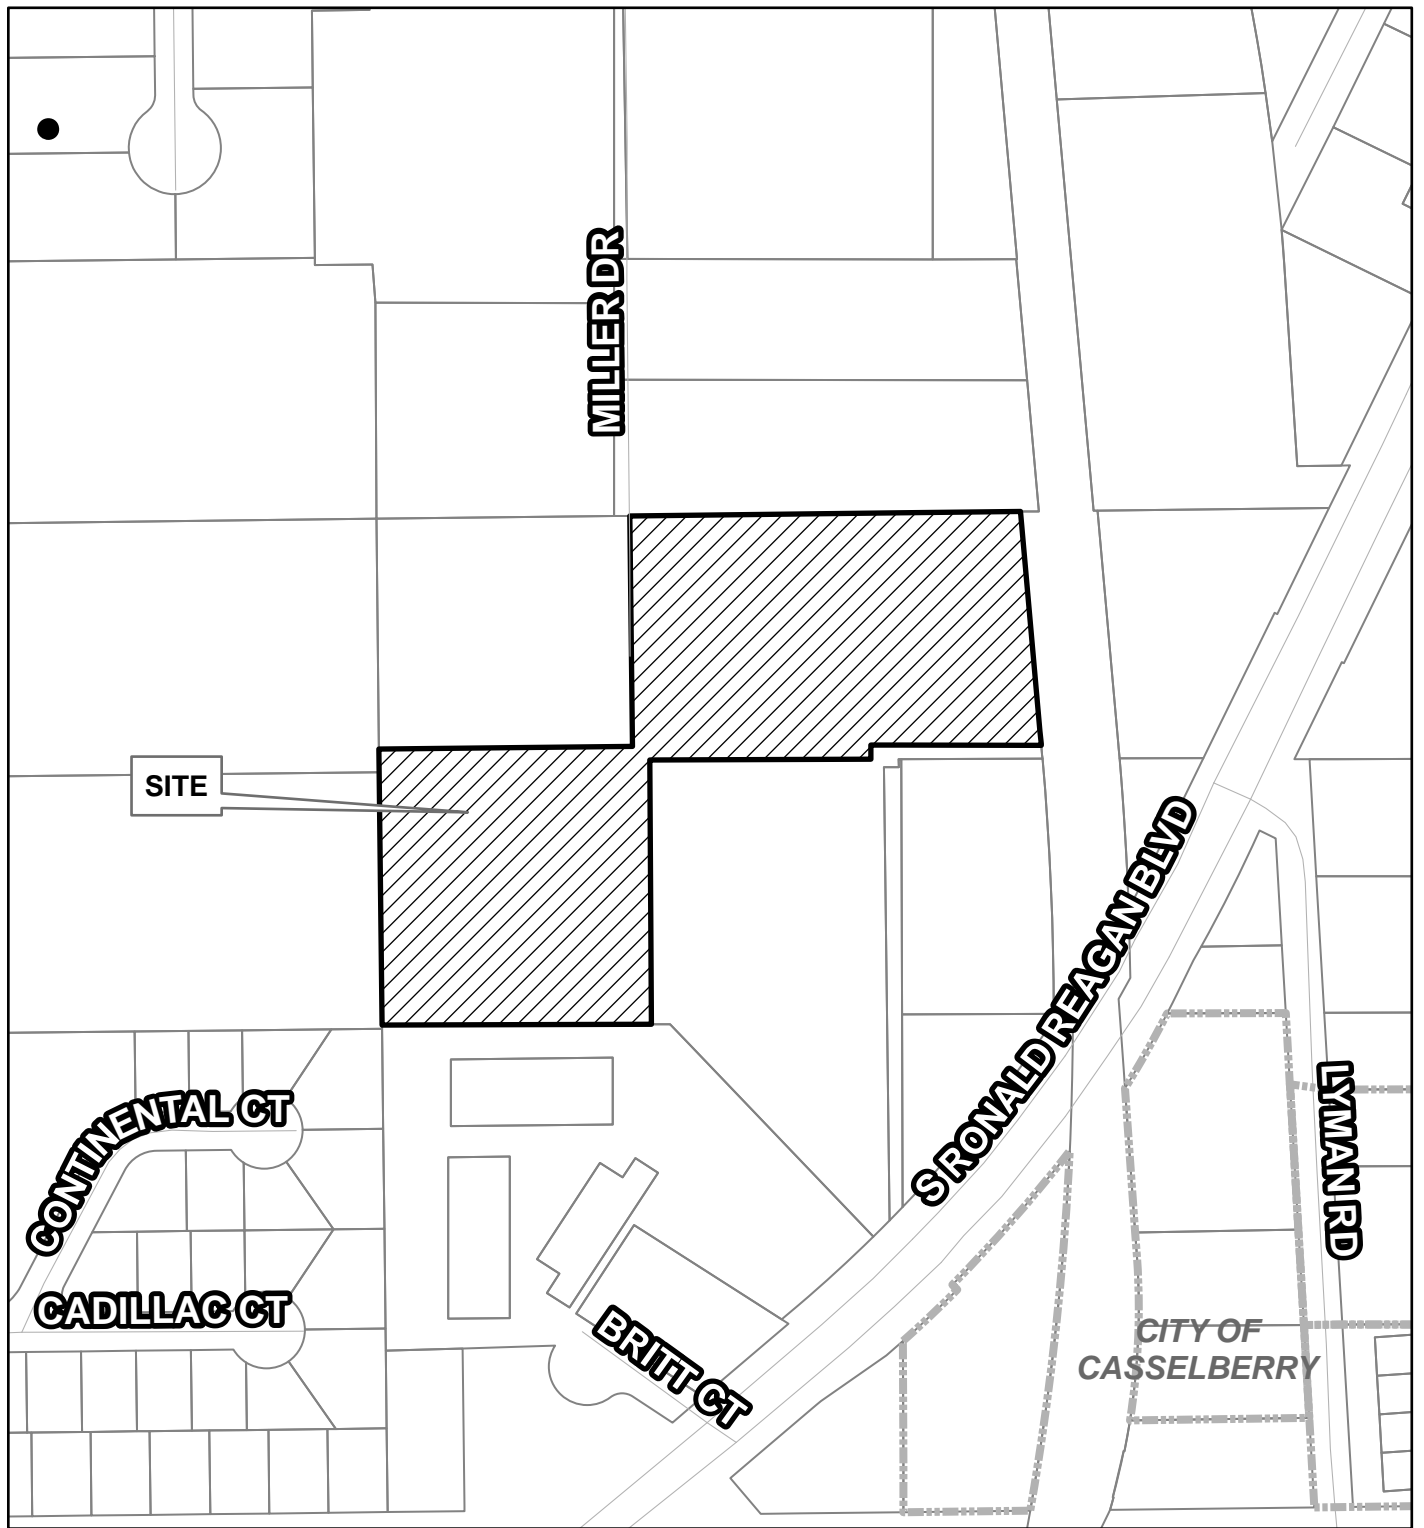 MILLER DR
SITE
S RONALD REAGAN BLVD
CONTINENTAL CT
LYMAN RD
CADILLAC CT
BRITT CT
CITY OF
CASSELBERRY